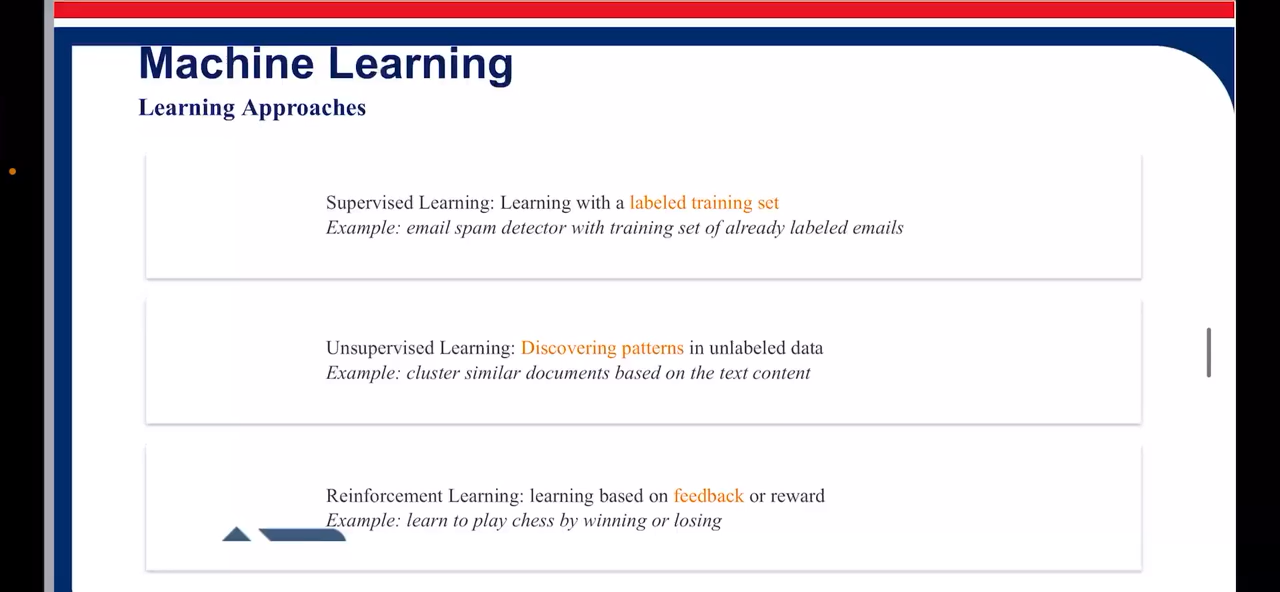 Machine Learning
Learning Approaches
Supervised Learning: Learning with a labeled training set
Example: email spam detector with training set of already labeled emails
Unsupervised Learning: Discovering patterns in unlabeled data
Example: cluster similar documents based on the text content
Reinforcement Learning: learning based on feedback or reward
Example: learn to play chess by winning or losing